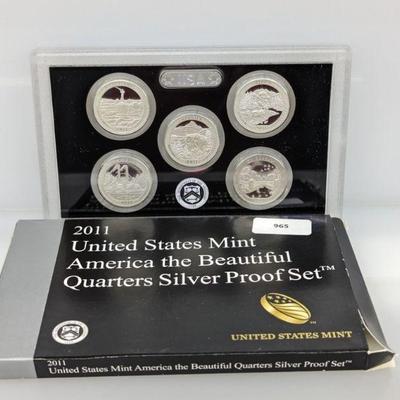 USA
2011
965
United States Mint
America the Beautiful
Quarters Silver Proof Set™
UNITED STATES MINT
2011
United States Mint America the Beautiful Quarters Silver Proof Set™